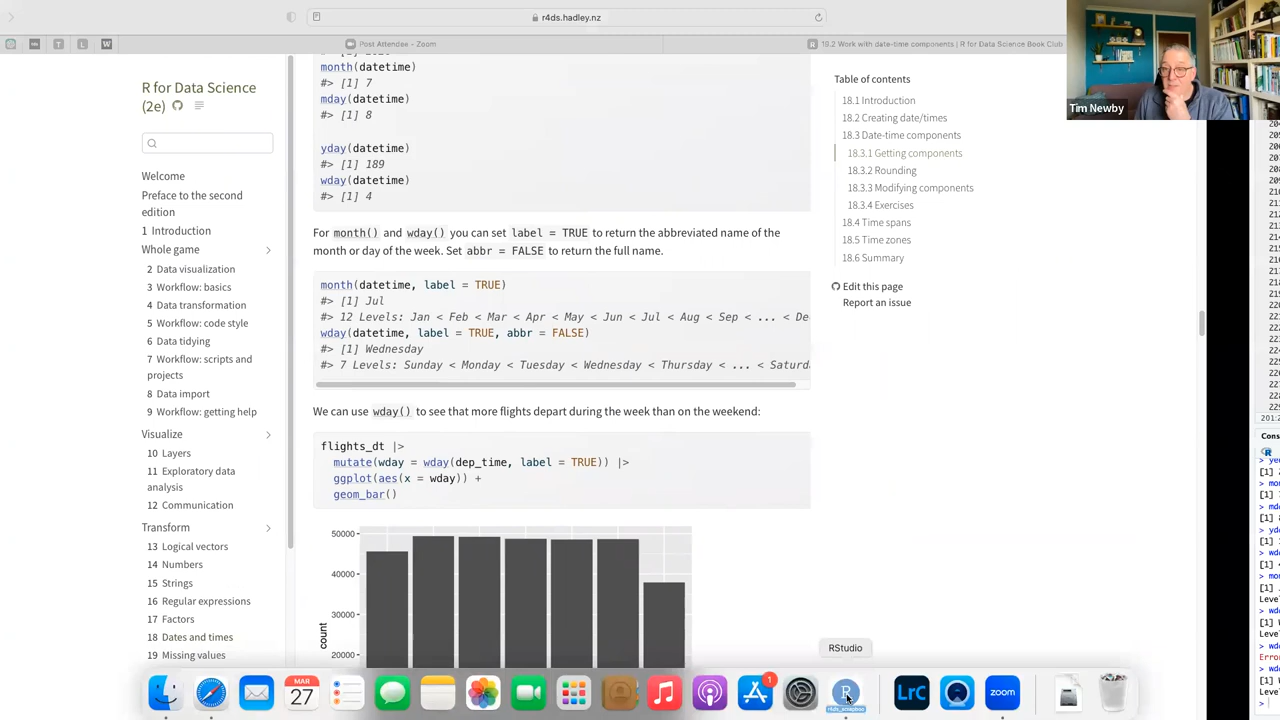 r4ds.hadley.nz
Post Attendee - Zoom
18.2 Work with date-time components | R for Data Science Book Club
Tim Newby
R for Data Science
(2e)
Welcome
Preface to the second
edition
1 Introduction
Whole game
2 Data visualization
3 Workflow: basics
4 Data transformation
5 Workflow: code style
6 Data tidying
7 Workflow: scripts and
projects
8 Data import
9 Workflow: getting help
Visualize
10 Layers
11 Exploratory data
analysis
12 Communication
Transform
13 Logical vectors
14 Numbers
15 Strings
16 Regular expressions
17 Factors
18 Dates and times
19 Missing values
month(datetime)
#> [1] 7
mday(datetime)
#> [1] 8
yday(datetime)
#> [1] 189
wday(datetime)
#> [1] 4
For month() and wday() you can set label = TRUE to return the abbreviated name of the
month or day of the week. Set abbr = FALSE to return the full name.
month(datetime, label = TRUE)
#> [1] Jul
#> 12 Levels: Jan < Feb < Mar < Apr < May < Jun < Jul < Aug < Sep < ... < De
wday(datetime, label = TRUE, abbr = FALSE)
#> [1] Wednesday
#> 7 Levels: Sunday < Monday < Tuesday < Wednesday < Thursday < ... < Saturd
We can use wday() to see that more flights depart during the week than on the weekend:
flights_dt |>
mutate(wday = wday(dep_time, label = TRUE)) |>
ggplot(aes(x = wday)) +
geom_bar()
50000
40000
30000
20000
count
Table of contents
18.1 Introduction
18.2 Creating date/times
18.3 Date-time components
18.3.1 Getting components
18.3.2 Rounding
18.3.3 Modifying components
18.3.4 Exercises
18.4 Time spans
18.5 Time zones
18.6 Summary
Edit this page
Report an issue
RStudio
MAR
27
1
R
LrC
zoom